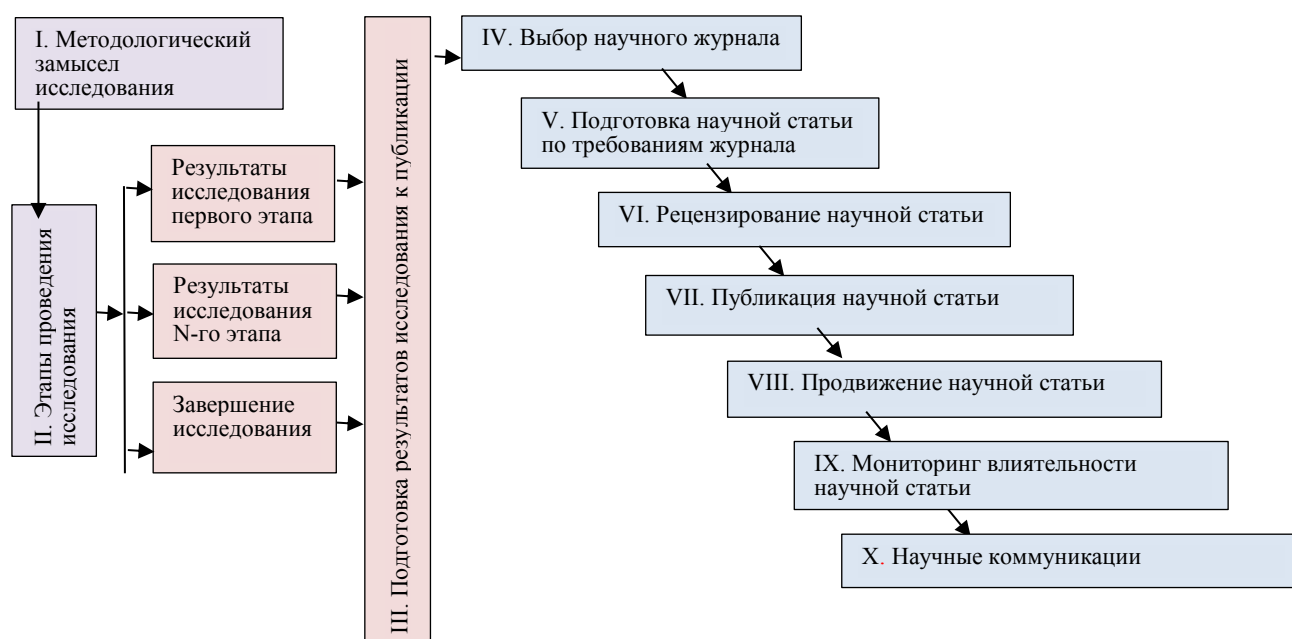 I. Методологический
замысел
исследования
II. Этапы проведения
исследования
Результаты
исследования
первого этапа
Результаты
исследования
N-го этапа
Завершение
исследования
III. Подготовка результатов исследования к публикации
IV. Выбор научного журнала
V. Подготовка научной статьи
по требованиям журнала
VI. Рецензирование научной статьи
VII. Публикация научной статьи
VIII. Продвижение научной статьи
IX. Мониторинг влиятельности
научной статьи
X. Научные коммуникации